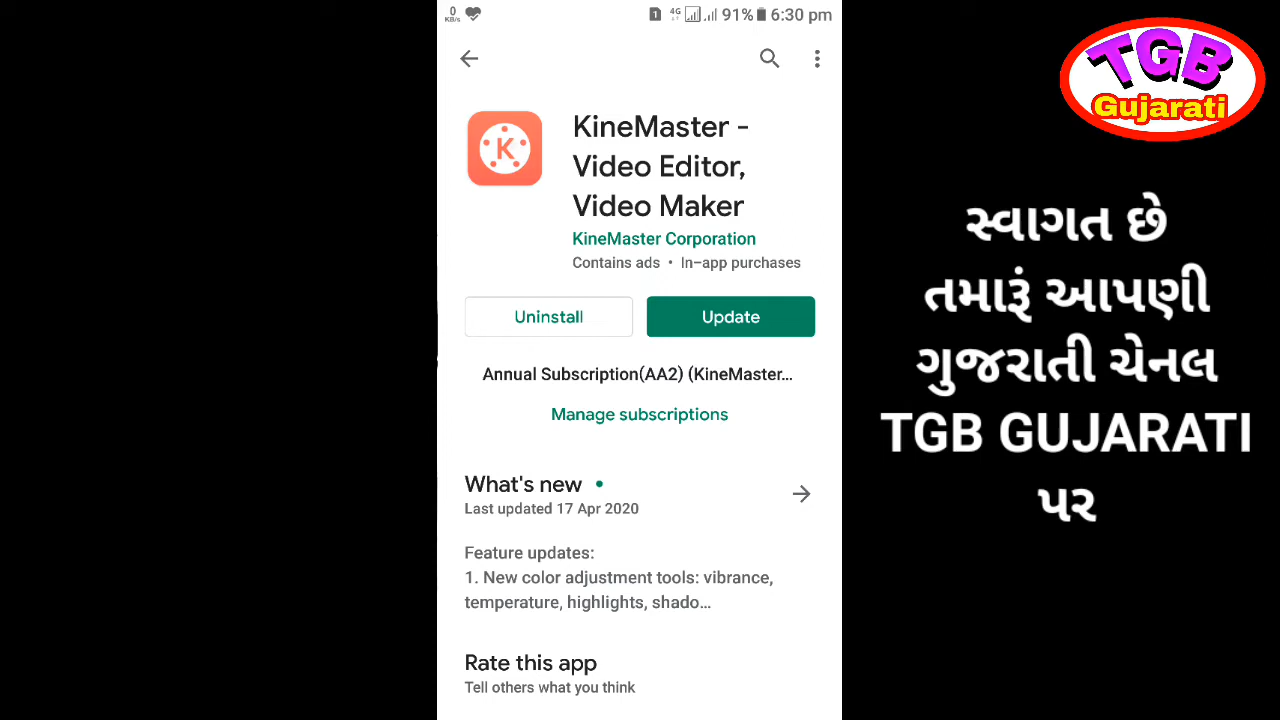 0
KB/s
1
4G
91%
6:30 pm
TGB
Gujarati
KineMaster -
Video Editor,
Video Maker
KineMaster Corporation
Contains ads • In-app purchases
Uninstall
Update
Annual Subscription(AA2) (KineMaster...
Manage subscriptions
What's new
Last updated 17 Apr 2020
Feature updates:
1. New color adjustment tools: vibrance,
temperature, highlights, shado...
Rate this app
Tell others what you think
સ્વાગત છે
તમારૂં આપણી
ગુજરાતી ચેનલ
TGB GUJARATI
પર